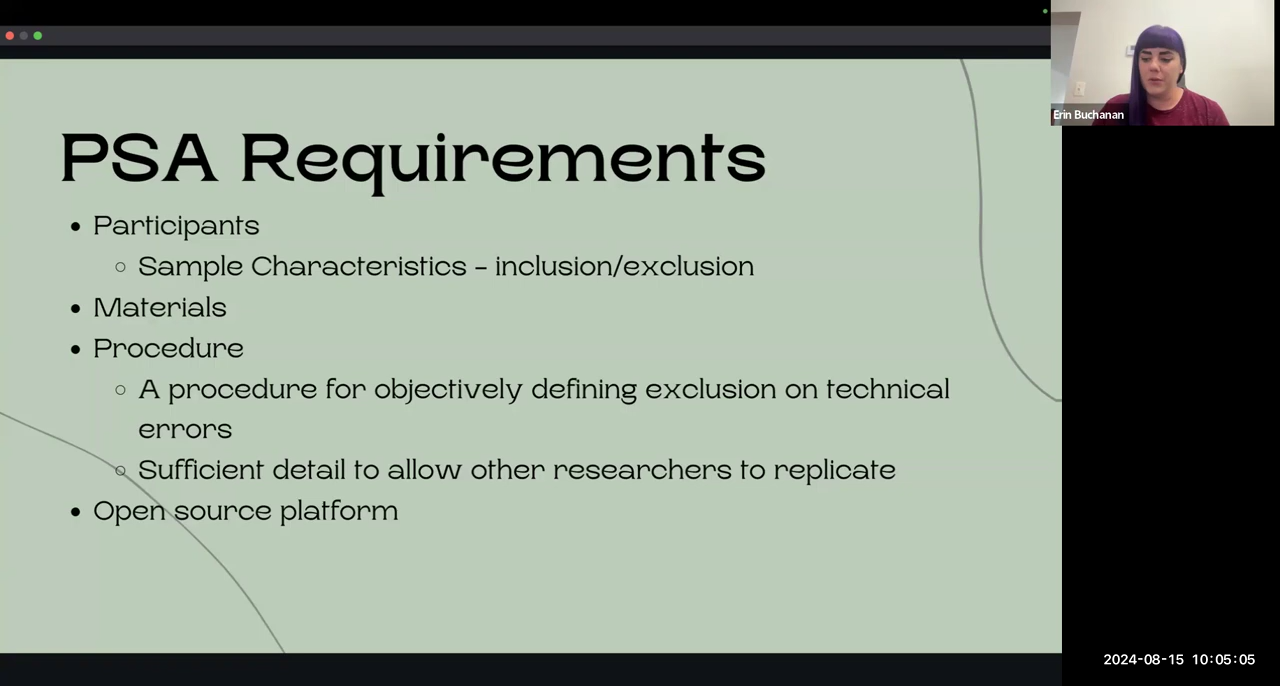 PSA Requirements
Participants
Sample Characteristics - inclusion/exclusion
Materials
Procedure
A procedure for objectively defining exclusion on technical
errors
Sufficient detail to allow other researchers to replicate
Open source platform
Erin Buchanan
2024-08-15 10:05:05